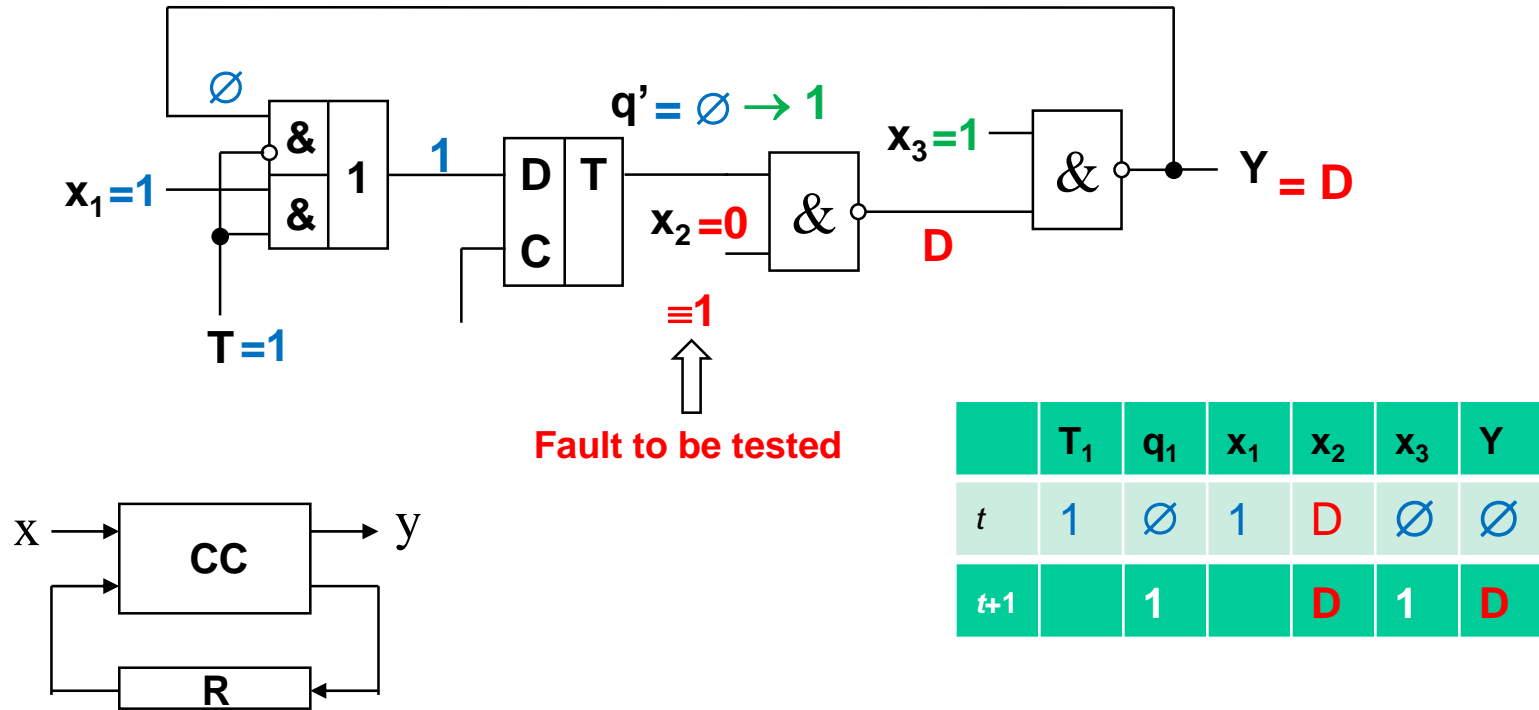 ∅
q’ = ∅ → 1
&
1
x₃=1
&
Y = D
x₁=1
&
1
D T
C
x₂=0
&
D
T=1
≡1
Fault to be tested
T₁ q₁ x₁ x₂ x₃ Y
t 1 ∅ 1 D ∅ ∅
t+1 1 D 1 D
x
CC
y
R